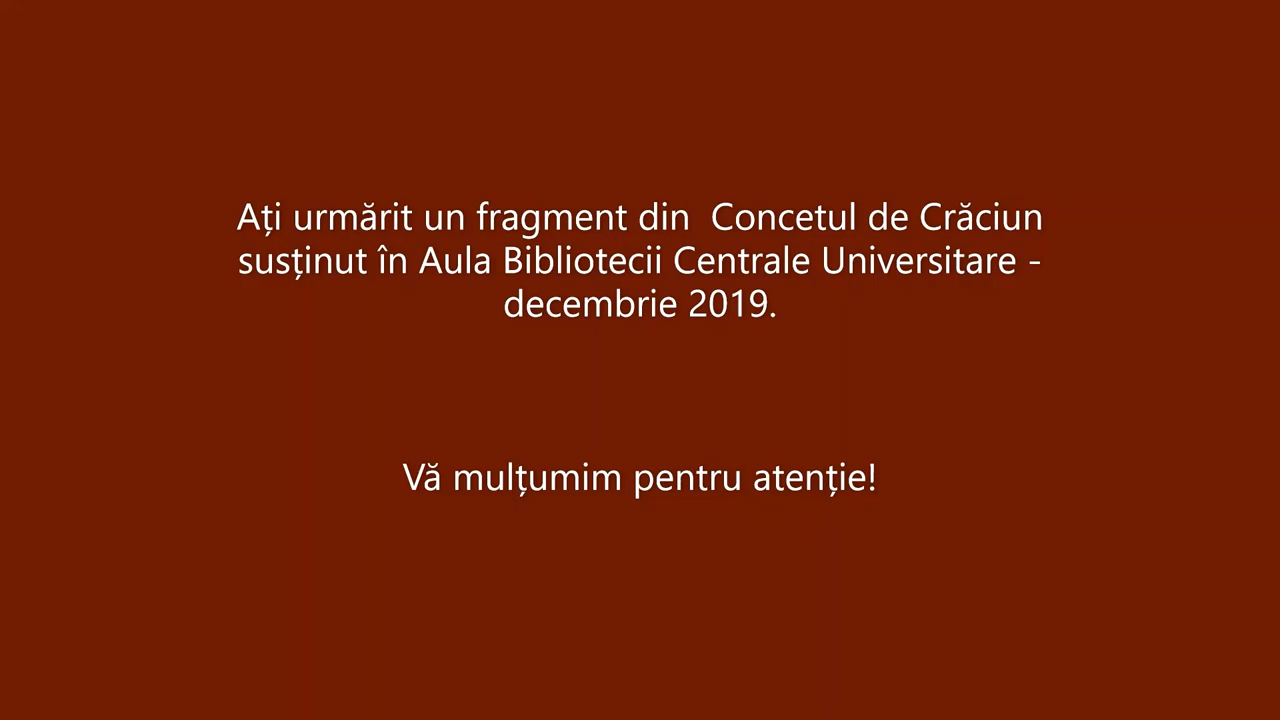 Ați urmărit un fragment din  Concetul de Crăciun
susținut în Aula Bibliotecii Centrale Universitare -
decembrie 2019.
Vă mulțumim pentru atenție!